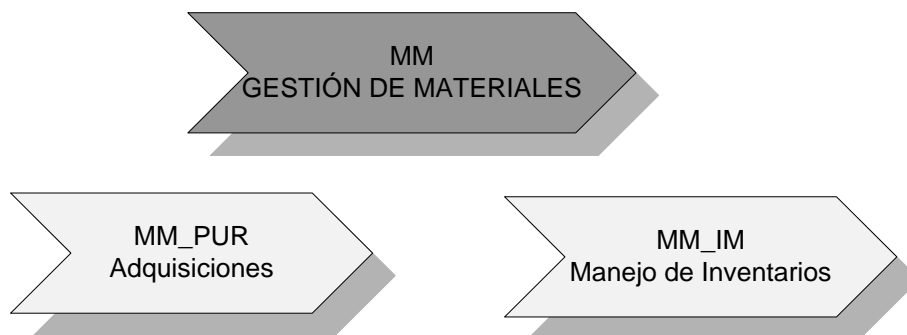 MM
GESTIÓN DE MATERIALES
MM_PUR
Adquisiciones
MM_IM
Manejo de Inventarios